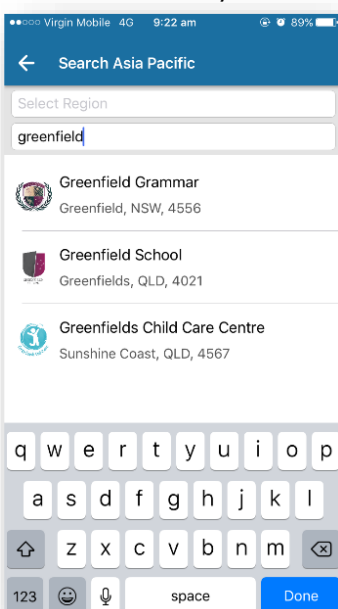 Virgin Mobile 4G 9:22 am 89%
Search Asia Pacific
Select Region
greenfield
Greenfield Grammar
Greenfield, NSW, 4556
Greenfield School
Greenfields, QLD, 4021
Greenfields Child Care Centre
Sunshine Coast, QLD, 4567
q w e r t y u i o p
a s d f g h j k l
z x c v b n m
123 space Done